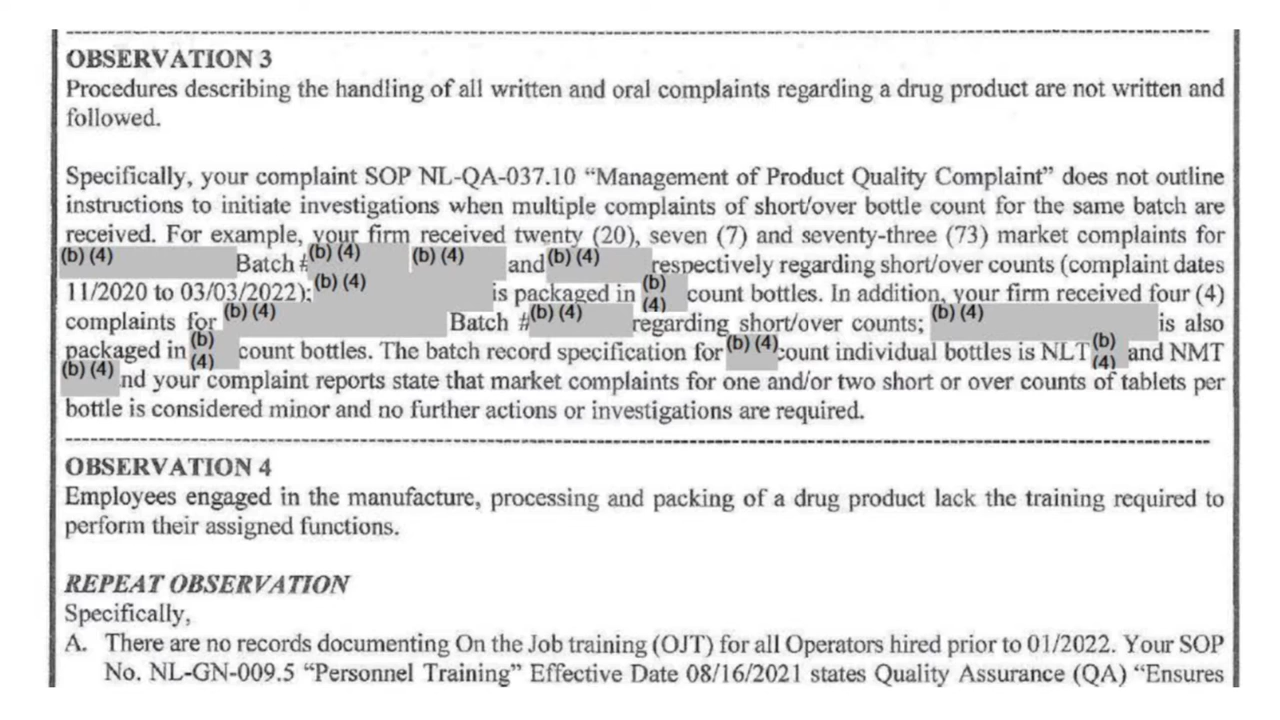 OBSERVATION 3
Procedures describing the handling of all written and oral complaints regarding a drug product are not written and
followed.
Specifically, your complaint SOP NL-QA-037.10 “Management of Product Quality Complaint” does not outline
instructions to initiate investigations when multiple complaints of short/over bottle count for the same batch are
received. For example, your firm received twenty (20), seven (7) and seventy-three (73) market complaints for
(b) (4) Batch # (b) (4) (b) (4) and (b) (4) respectively regarding short/over counts (complaint dates
11/2020 to 03/03/2022); (b) (4) is packaged in (b) (4) count bottles. In addition, your firm received four (4)
complaints for (b) (4) Batch # (b) (4) regarding short/over counts; (b) (4) is also
packaged in (b) (4) count bottles. The batch record specification for (b) (4) count individual bottles is NLT (b) (4) and NMT
(b) (4) nd your complaint reports state that market complaints for one and/or two short or over counts of tablets per
bottle is considered minor and no further actions or investigations are required.
OBSERVATION 4
Employees engaged in the manufacture, processing and packing of a drug product lack the training required to
perform their assigned functions.
REPEAT OBSERVATION
Specifically,
A. There are no records documenting On the Job training (OJT) for all Operators hired prior to 01/2022. Your SOP
No. NL-GN-009.5 “Personnel Training” Effective Date 08/16/2021 states Quality Assurance (QA) “Ensures